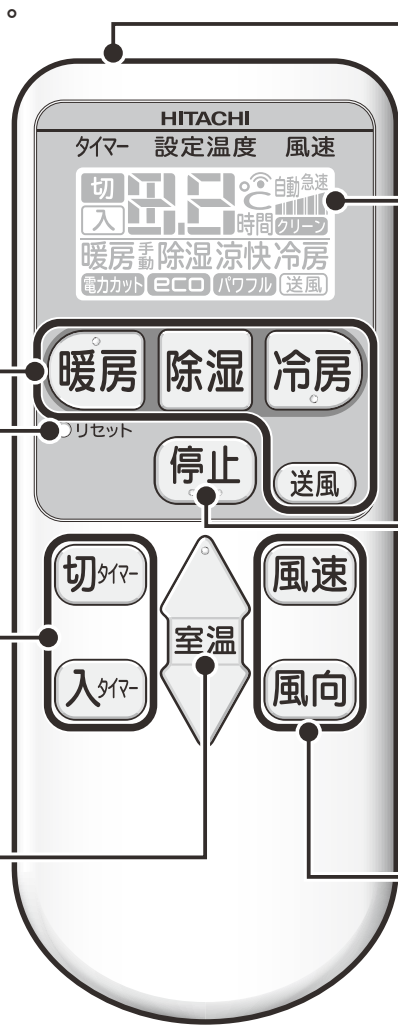 。
HITACHI
タイマー 設定温度 風速
切 ℃ 自動 急速
入 時間 クリーン
暖房 手動 除湿 涼快 冷房
電力カット eco パワフル 送風
暖房 除湿 冷房
リセット
停止 送風
切タイマー 風速
室温
入タイマー 風向